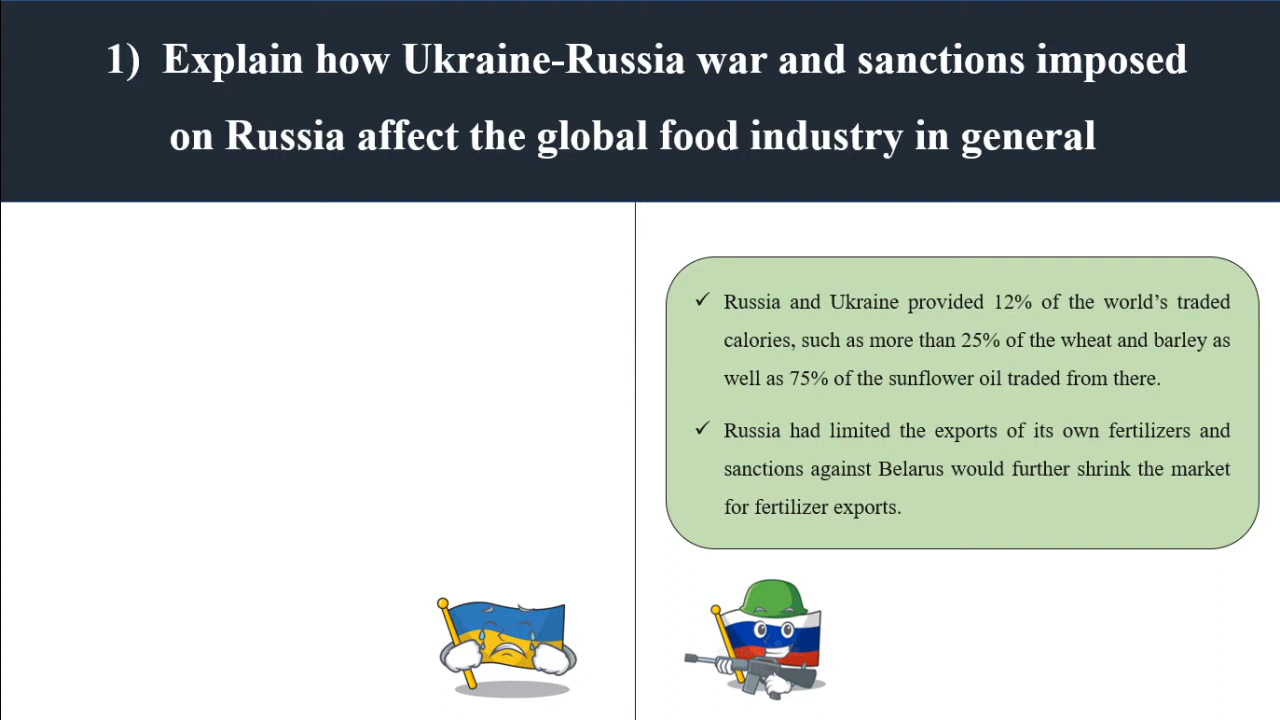 1) Explain how Ukraine-Russia war and sanctions imposed
on Russia affect the global food industry in general
✓ Russia and Ukraine provided 12% of the world’s traded
calories, such as more than 25% of the wheat and barley as
well as 75% of the sunflower oil traded from there.
✓ Russia had limited the exports of its own fertilizers and
sanctions against Belarus would further shrink the market
for fertilizer exports.